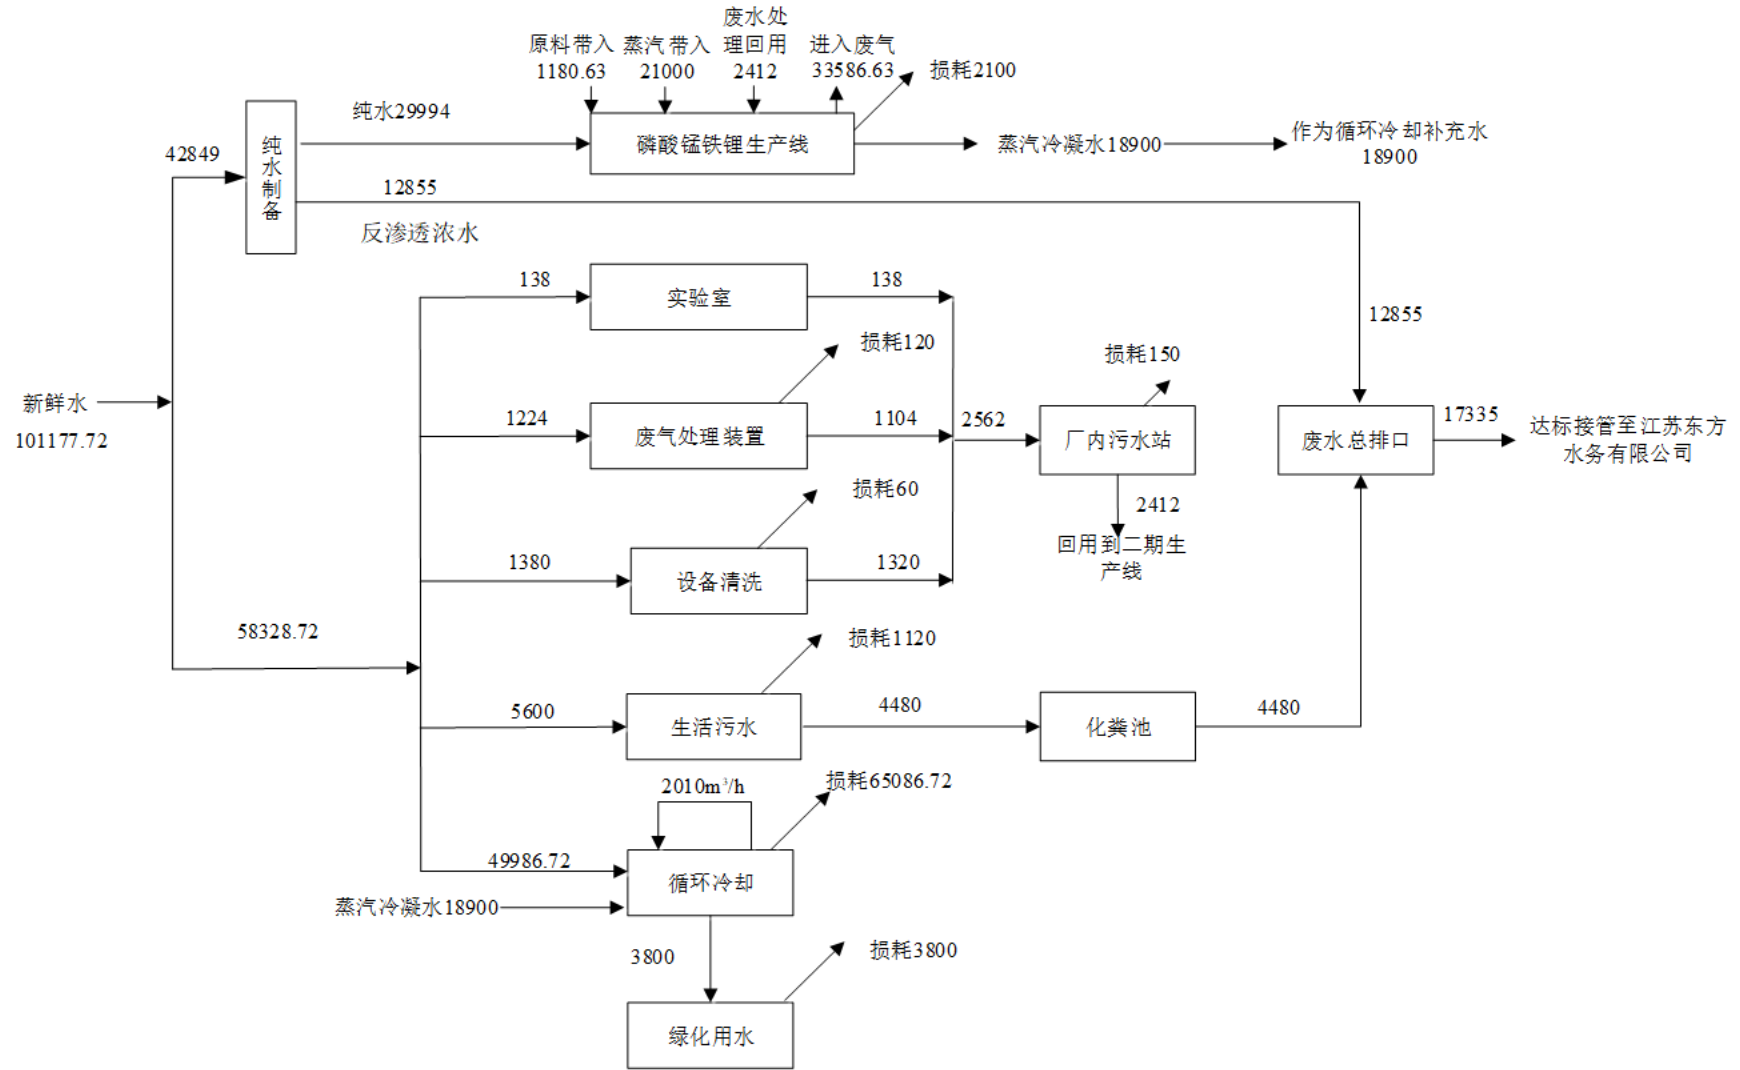 废水处
原料带入
蒸汽带入
理回用
进入废气
1180.63
21000
2412
33586.63
损耗2100
纯水29994
42849
纯水制备
磷酸锰铁锂生产线
蒸汽冷凝水18900
作为循环冷却补充水
18900
12855
反渗透浓水
138
实验室
138
12855
损耗120
损耗150
新鲜水
101177.72
1224
废气处理装置
1104
2562
厂内污水站
废水总排口
17335
达标接管至江苏东方
水务有限公司
损耗60
2412
回用到二期生
产线
1380
设备清洗
1320
58328.72
损耗1120
5600
生活污水
4480
化粪池
4480
2010m³/h
损耗65086.72
49986.72
循环冷却
蒸汽冷凝水18900
3800
损耗3800
绿化用水